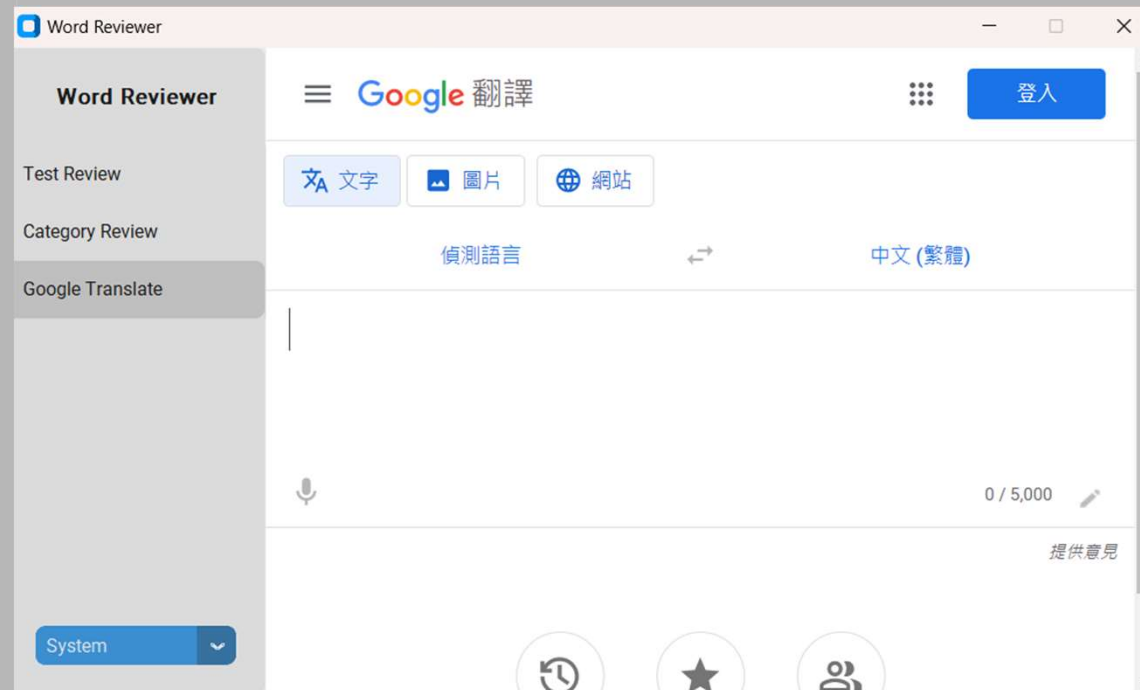 Word Reviewer
Word Reviewer
Test Review
Category Review
Google Translate
System
Google 翻譯
登入
文字
圖片
網站
偵測語言
中文 (繁體)
0 / 5,000
提供意見